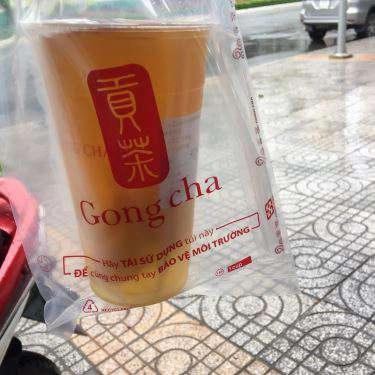 貢茶
Gong cha
Hãy TÁI SỬ DỤNG túi này
ĐỂ cùng chung tay BẢO VỆ MÔI TRƯỜNG